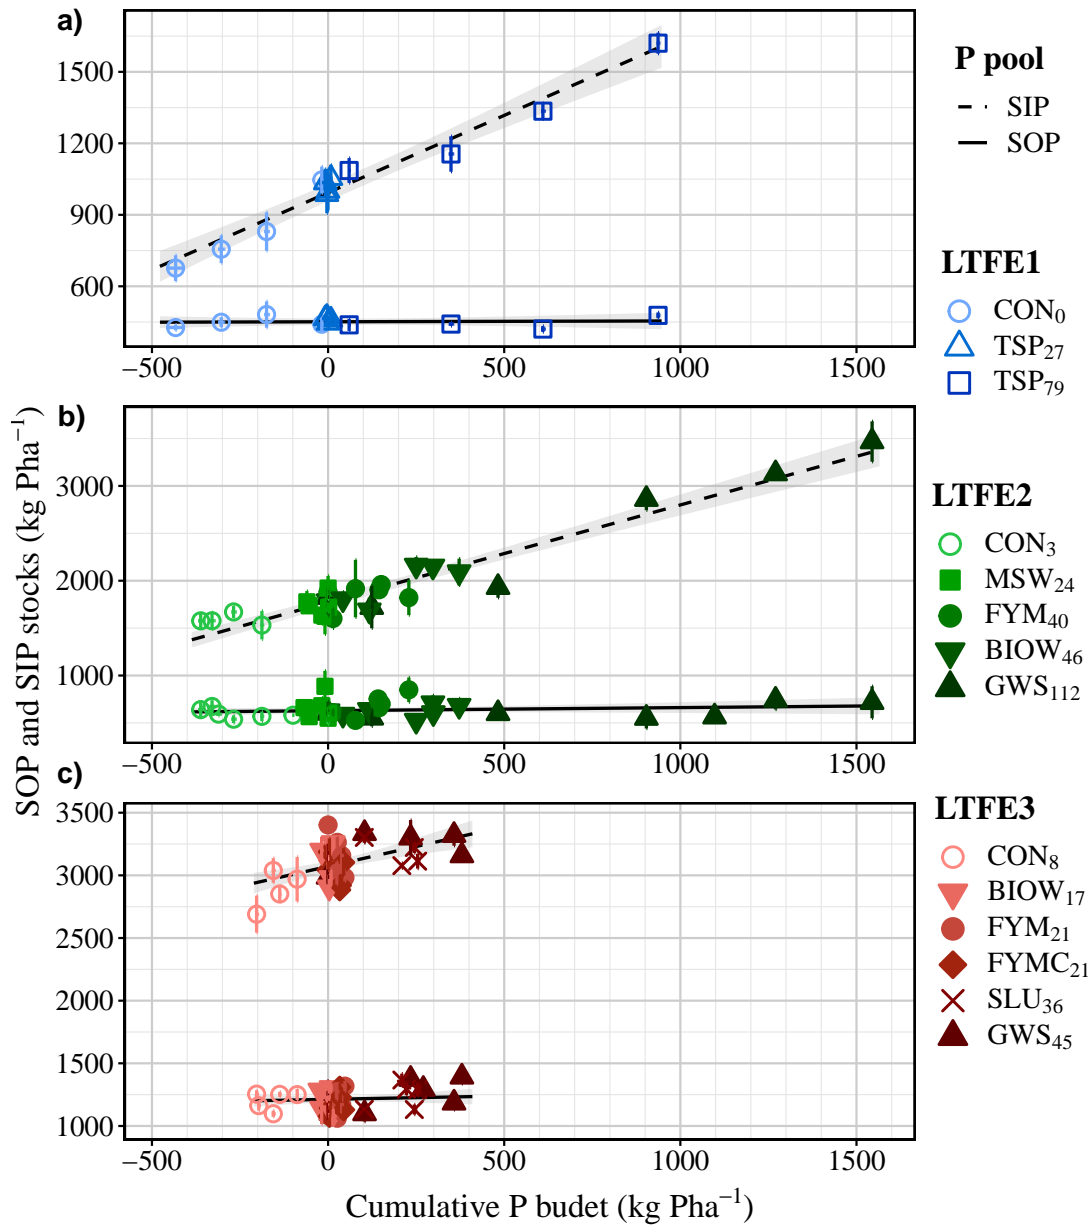 a)
1500
1200
900
600
−500
0
500
1000
1500
b)
3000
2000
1000
−500
0
500
1000
1500
c)
3500
3000
2500
2000
1500
1000
−500
0
500
1000
1500
Cumulative P budet (kg Pha⁻¹)
SOP and SIP stocks (kg Pha⁻¹)
P pool
SIP
SOP
LTFE1
CON₀
TSP₂₇
TSP₇₉
LTFE2
CON₃
MSW₂₄
FYM₄₀
BIOW₄₆
GWS₁₁₂
LTFE3
CON₈
BIOW₁₇
FYM₂₁
FYMC₂₁
SLU₃₆
GWS₄₅